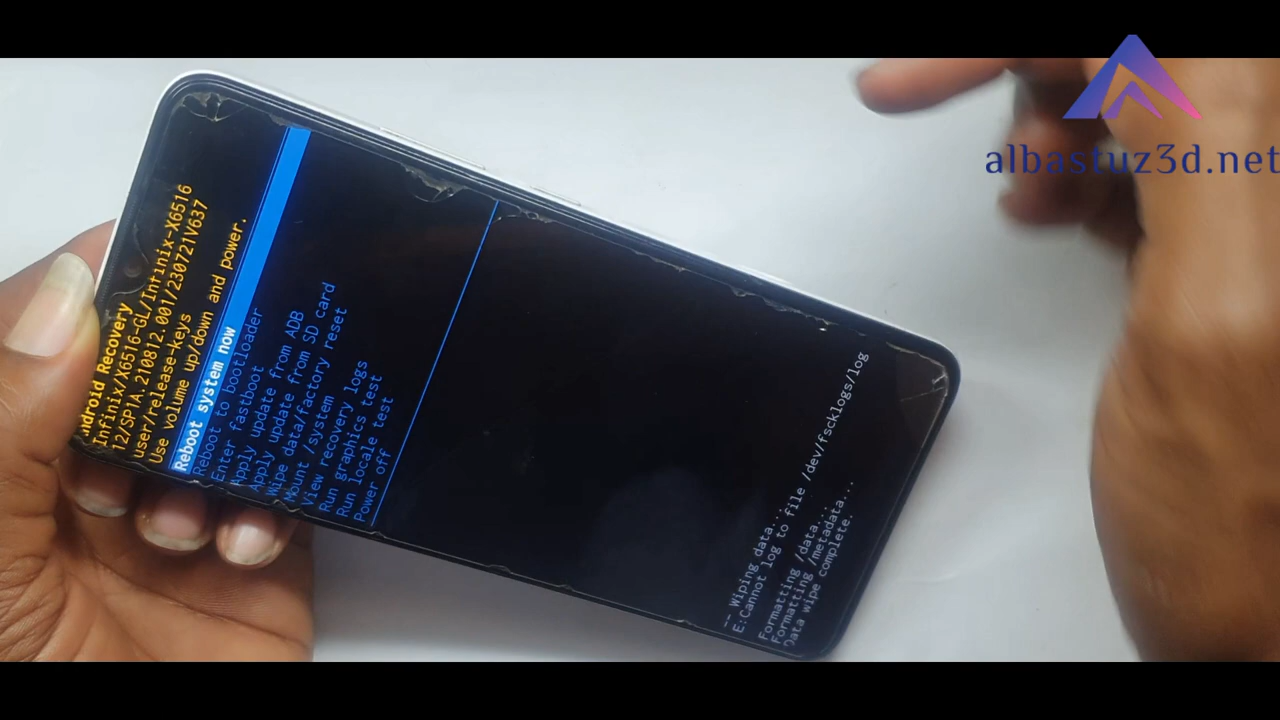 Android Recovery
Infinix/X6516-GL/Infinix-X6516
12/SP1A.210812.001/230721V637
user/release-keys
Use volume up/down and power.
Reboot system now
Reboot to bootloader
Enter fastboot
Apply update from ADB
Apply update from SD card
Wipe data/factory reset
Mount /system
View recovery logs
Run graphics test
Run locale test
Power off
-- Wiping data...
E:Cannot log to file /dev/fscklogs/log
Formatting /data...
Formatting /metadata...
Data wipe complete.
albastuz3d.net